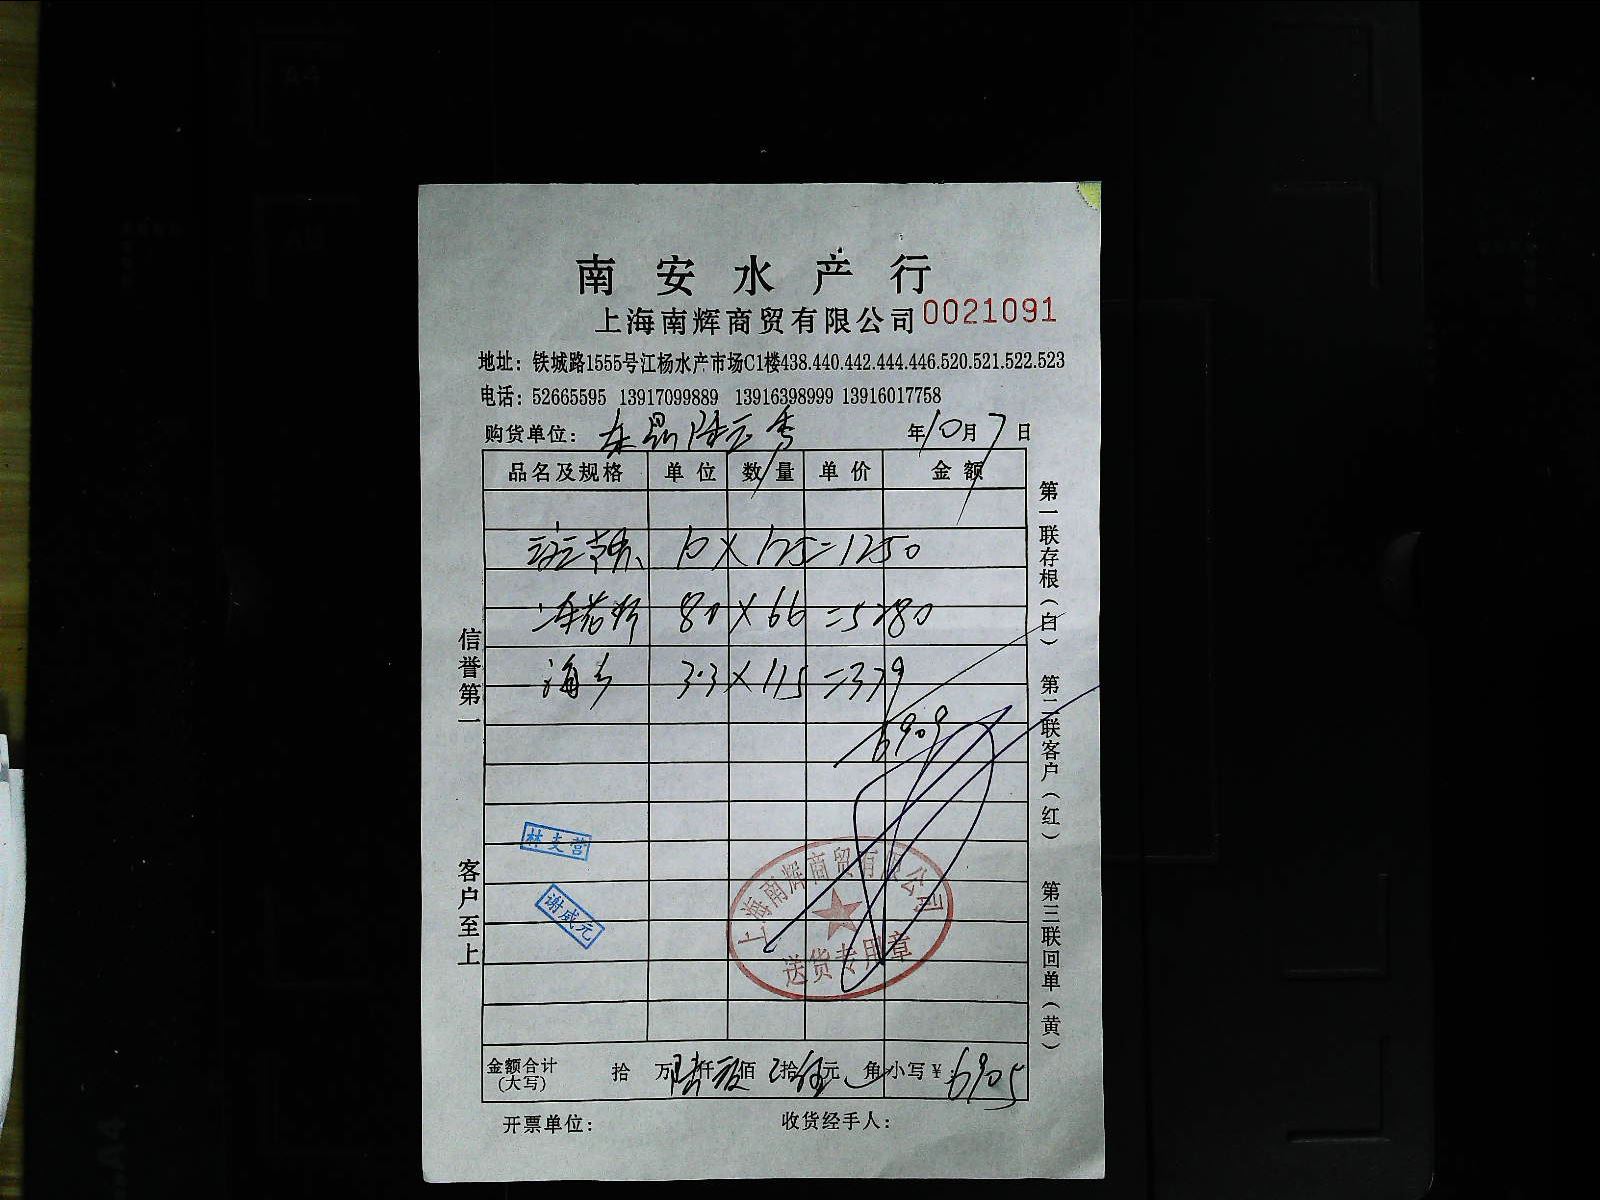 南安水产行
上海南辉商贸有限公司 0021091
地址：铁城路1555号江杨水产市场C1楼438.440.442.444.446.520.521.522.523
电话：52665595 13917099889 13916398999 13916017758
购货单位： 年10月7日
品名及规格 单位 数量 单价 金额
10×125=1250
80×66=5280
3.3×115=379
6909
信誉第一 客户至上
第一联存根（白） 第二联客户（红） 第三联回单（黄）
林支营
谢威元
上海南辉商贸有限公司
送货专用章
金额合计（大写） 拾 万 陆仟 佰 拾 伍元 角 小写¥：6905
开票单位： 收货经手人：